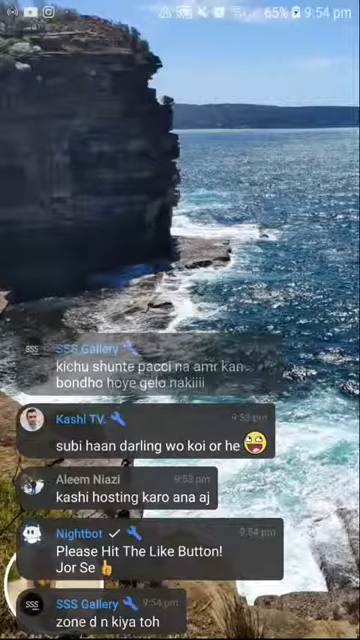 65% 9:54 pm
SSS Gallery
kichu shunte pacci na amr kan
bondho hoye gelo nakiiii
Kashi TV. 9:53 pm
subi haan darling wo koi or he
Aleem Niazi 9:53 pm
kashi hosting karo ana aj
Nightbot 9:54 pm
Please Hit The Like Button!
Jor Se
SSS Gallery 9:54 pm
zone d n kiya toh